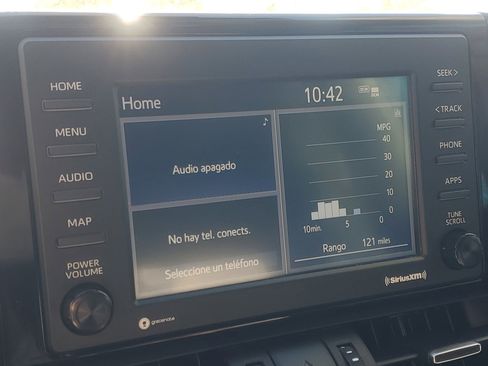 HOME
MENU
AUDIO
MAP
POWER
VOLUME
Home
10:42
Audio apagado
No hay tel. conects.
Seleccione un teléfono
MPG
40
30
20
10
0
10min.
5
0
Rango 121 miles
SEEK >
< TRACK
PHONE
APPS
TUNE
SCROLL
gracenote
((SiriusXM))